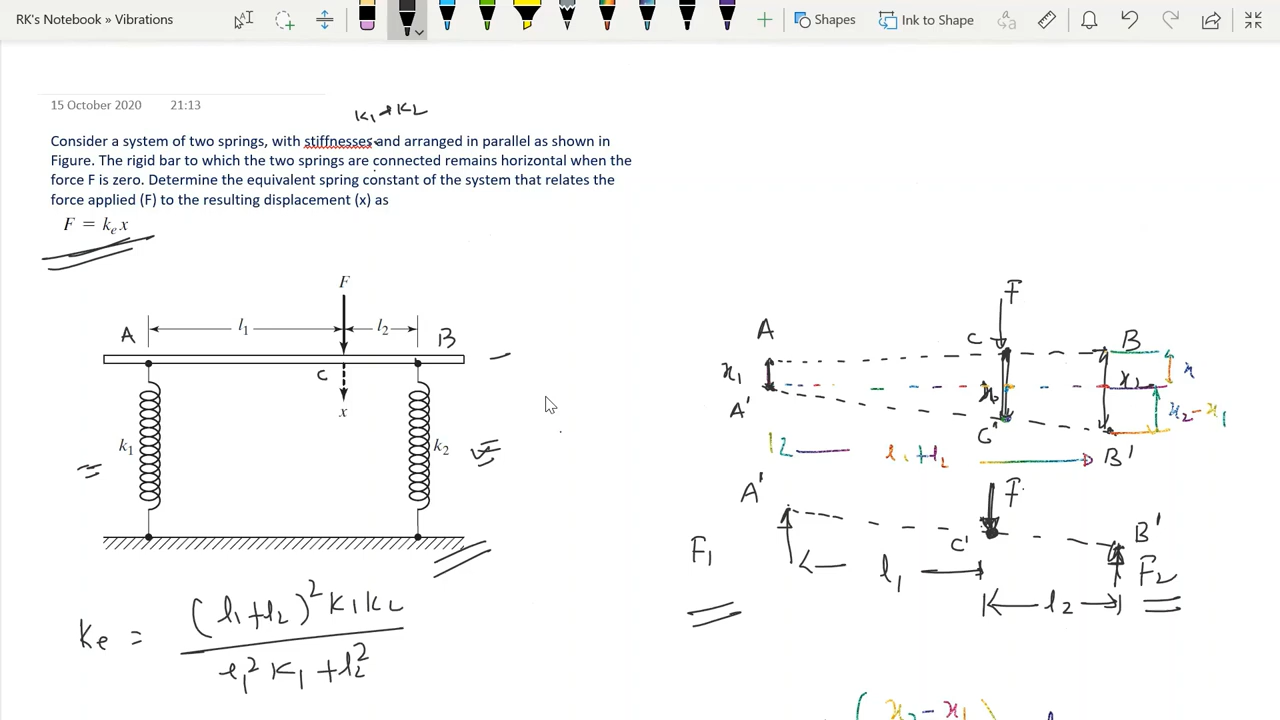 RK's Notebook » Vibrations
Shapes
Ink to Shape
15 October 2020 21:13
K1 & K2
Consider a system of two springs, with stiffnesses and arranged in parallel as shown in
Figure. The rigid bar to which the two springs are connected remains horizontal when the
force F is zero. Determine the equivalent spring constant of the system that relates the
force applied (F) to the resulting displacement (x) as
F = kₑx
F
l₁ l₂
A B
C
x
k₁ k₂
Ke = (l₁+l₂)² K₁K₂
l₁² K₁ + l₂²
F
A C B
x₁ x x₂ x
A' C' x₂-x₁
l₁+l₂ B'
A' F B'
F₁ C' F₂
l₁
l₂
(x₂-x₁)